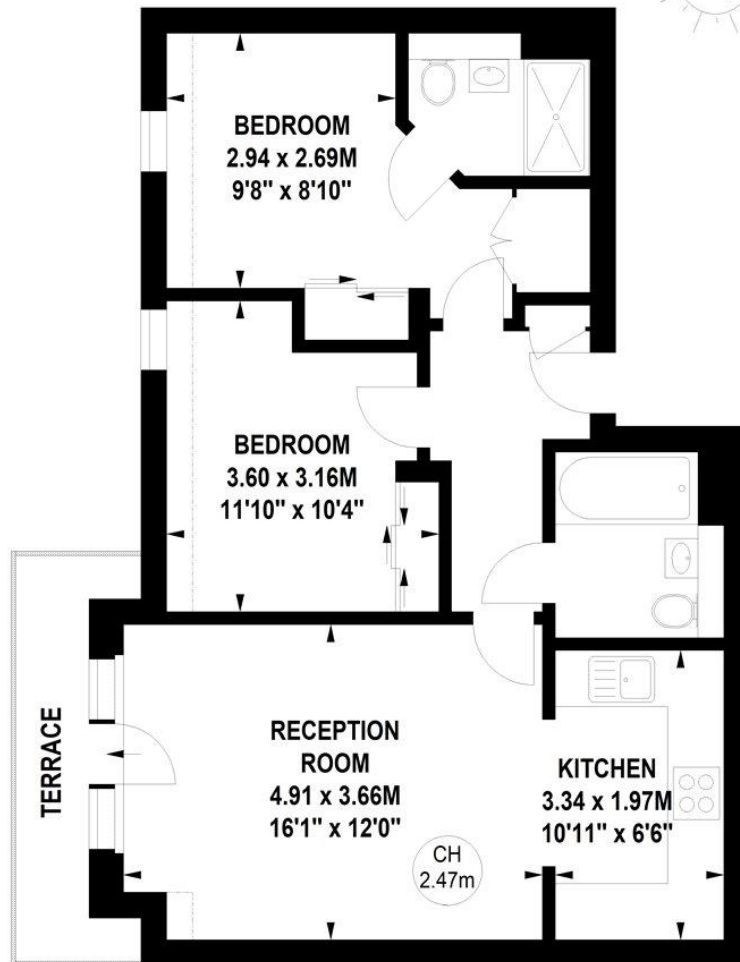 BEDROOM
2.94 x 2.69M
9'8" x 8'10"
BEDROOM
3.60 x 3.16M
11'10" x 10'4"
TERRACE
RECEPTION
ROOM
4.91 x 3.66M
16'1" x 12'0"
CH
2.47m
KITCHEN
3.34 x 1.97M
10'11" x 6'6"